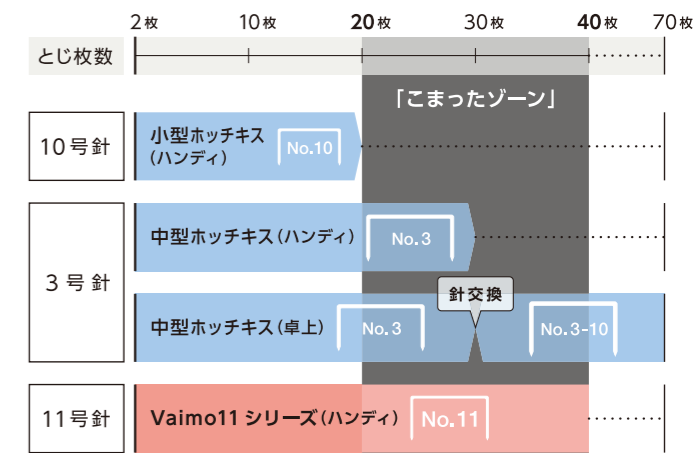 2枚 10枚 20枚 30枚 40枚 70枚
とじ枚数
「こまったゾーン」
10号針
小型ホッチキス
(ハンディ)
No.10
3号針
中型ホッチキス(ハンディ)
No.3
針交換
中型ホッチキス(卓上)
No.3
No.3-10
11号針
Vaimo11 シリーズ(ハンディ)
No.11